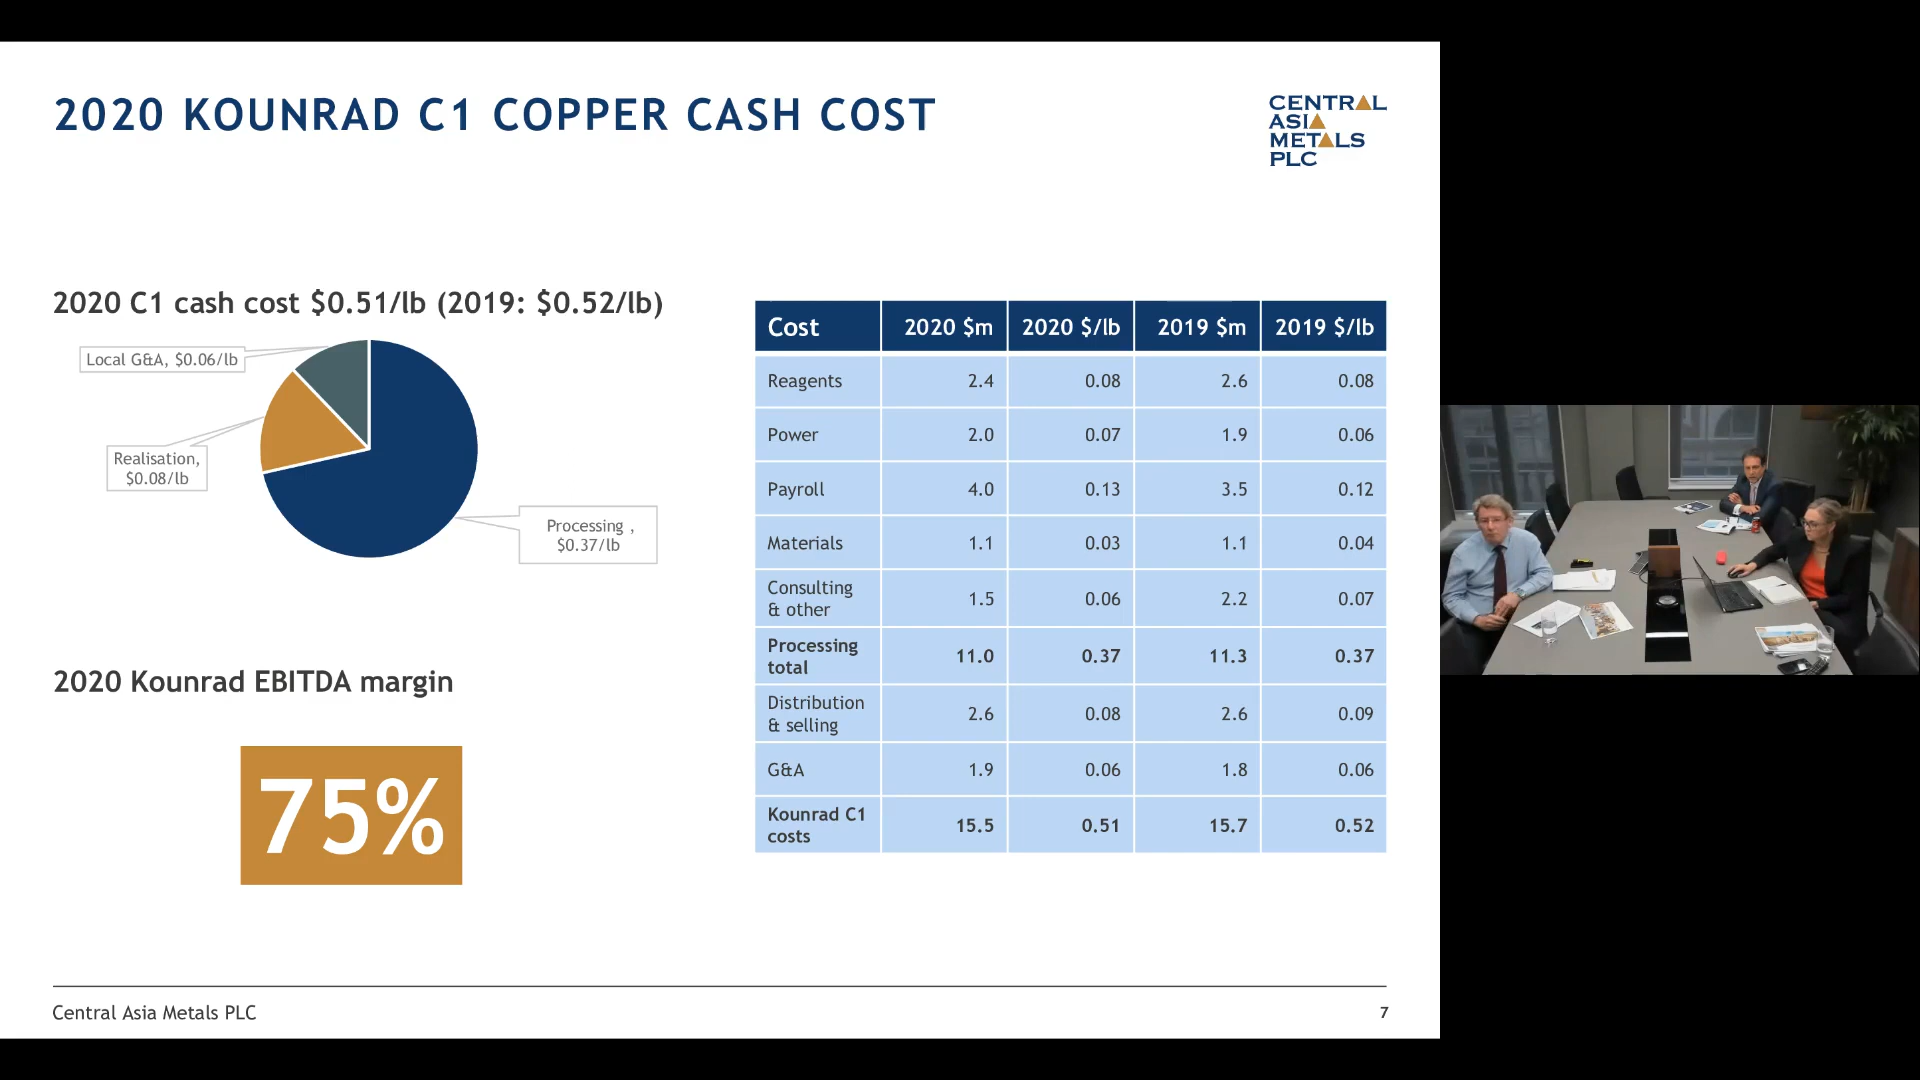 2020 KOUNRAD C1 COPPER CASH COST
CENTRAL
ASIA
METALS
PLC
2020 C1 cash cost $0.51/lb (2019: $0.52/lb)
Local G&A, $0.06/lb
Realisation,
$0.08/lb
Processing ,
$0.37/lb
2020 Kounrad EBITDA margin
75%
Cost 2020 $m 2020 $/lb 2019 $m 2019 $/lb
Reagents 2.4 0.08 2.6 0.08
Power 2.0 0.07 1.9 0.06
Payroll 4.0 0.13 3.5 0.12
Materials 1.1 0.03 1.1 0.04
Consulting
& other 1.5 0.06 2.2 0.07
Processing
total 11.0 0.37 11.3 0.37
Distribution
& selling 2.6 0.08 2.6 0.09
G&A 1.9 0.06 1.8 0.06
Kounrad C1
costs 15.5 0.51 15.7 0.52
Central Asia Metals PLC
7